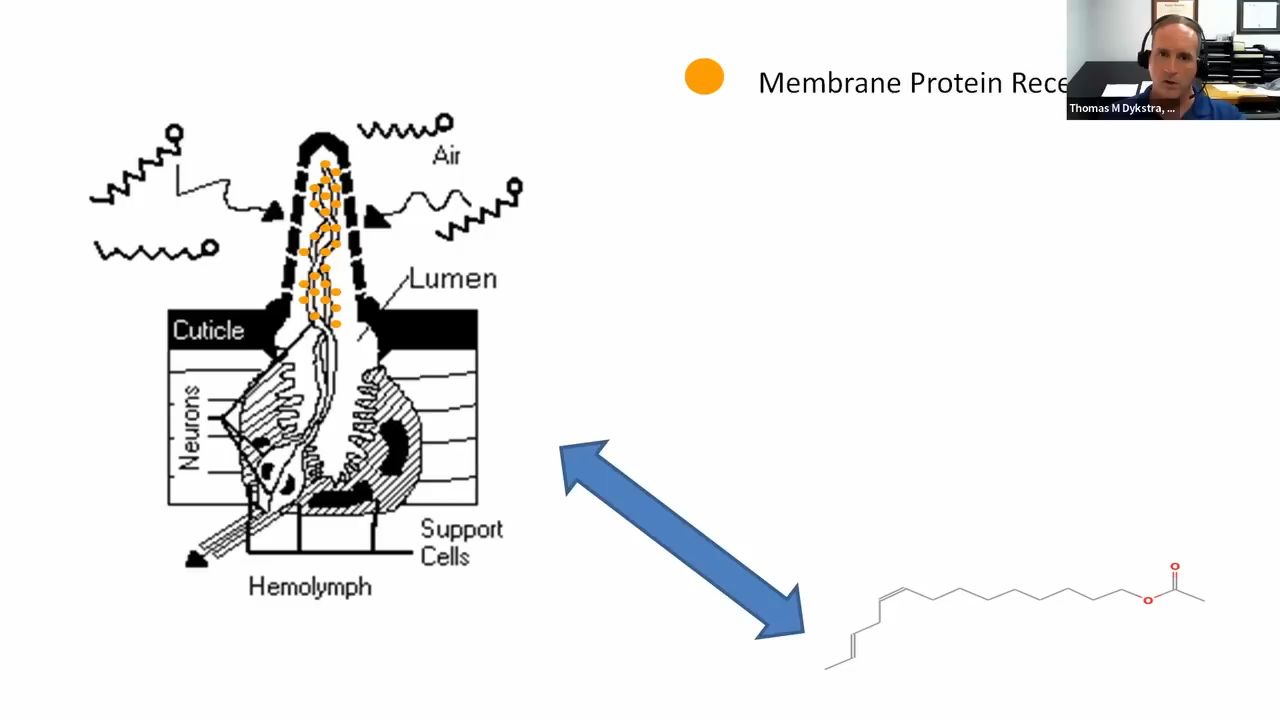 Membrane Protein Rece
Thomas M Dykstra, ...
Air
Lumen
Cuticle
Neurons
Support
Cells
Hemolymph
O
O